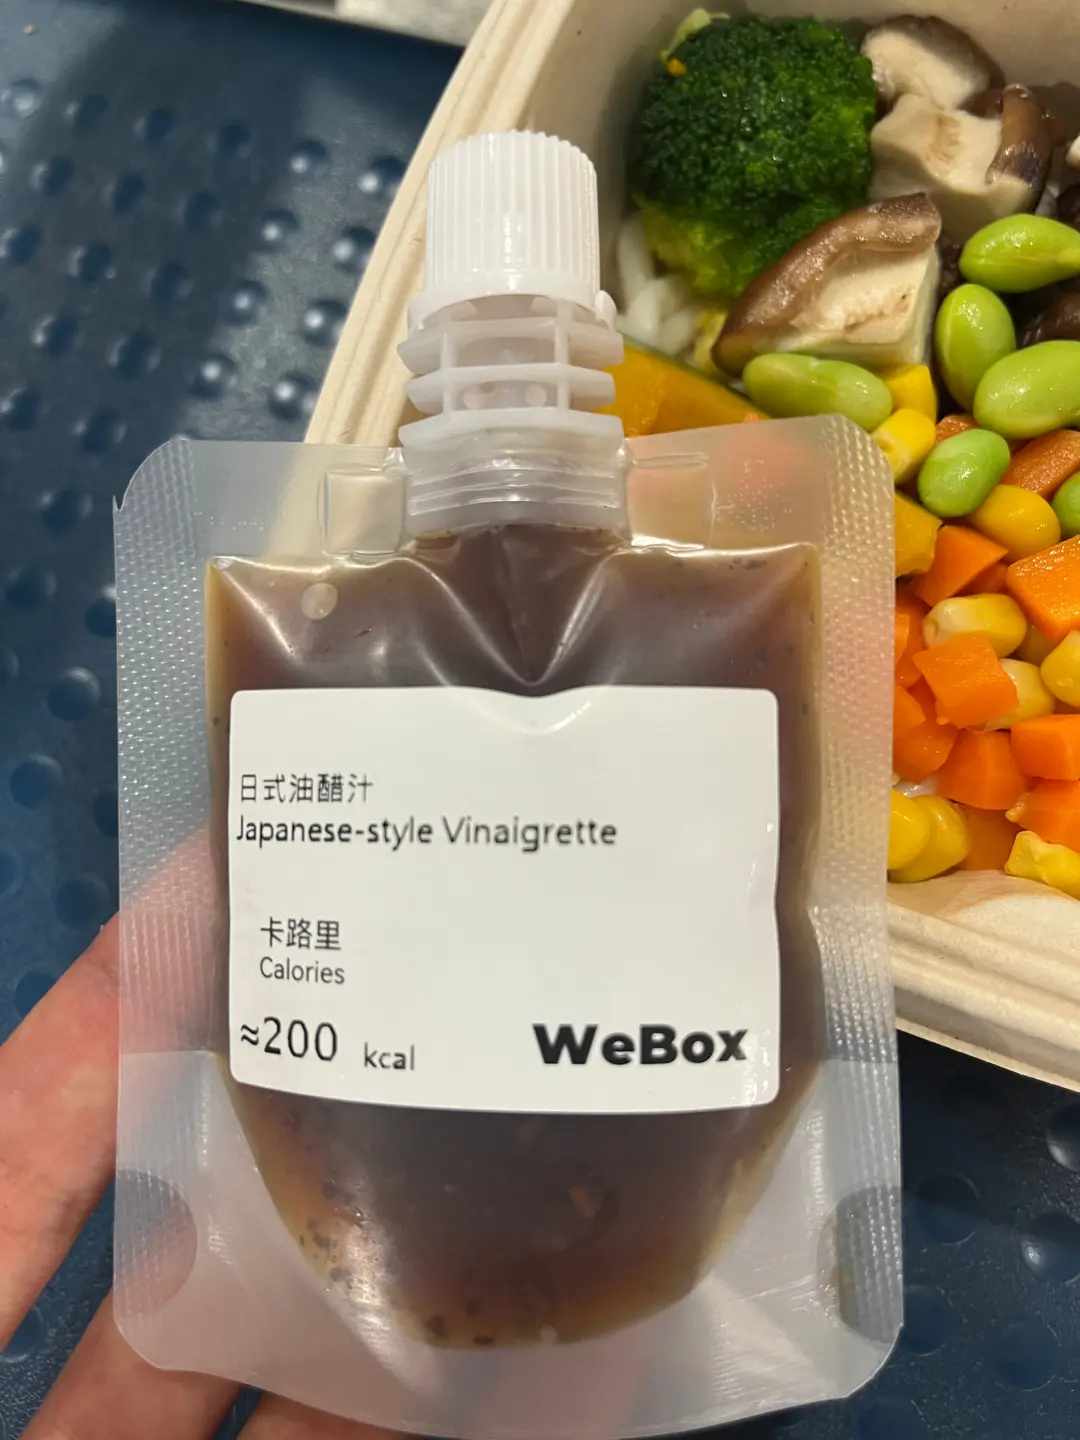 日式油醋汁
Japanese-style Vinaigrette
卡路里
Calories
≈200 kcal
WeBox